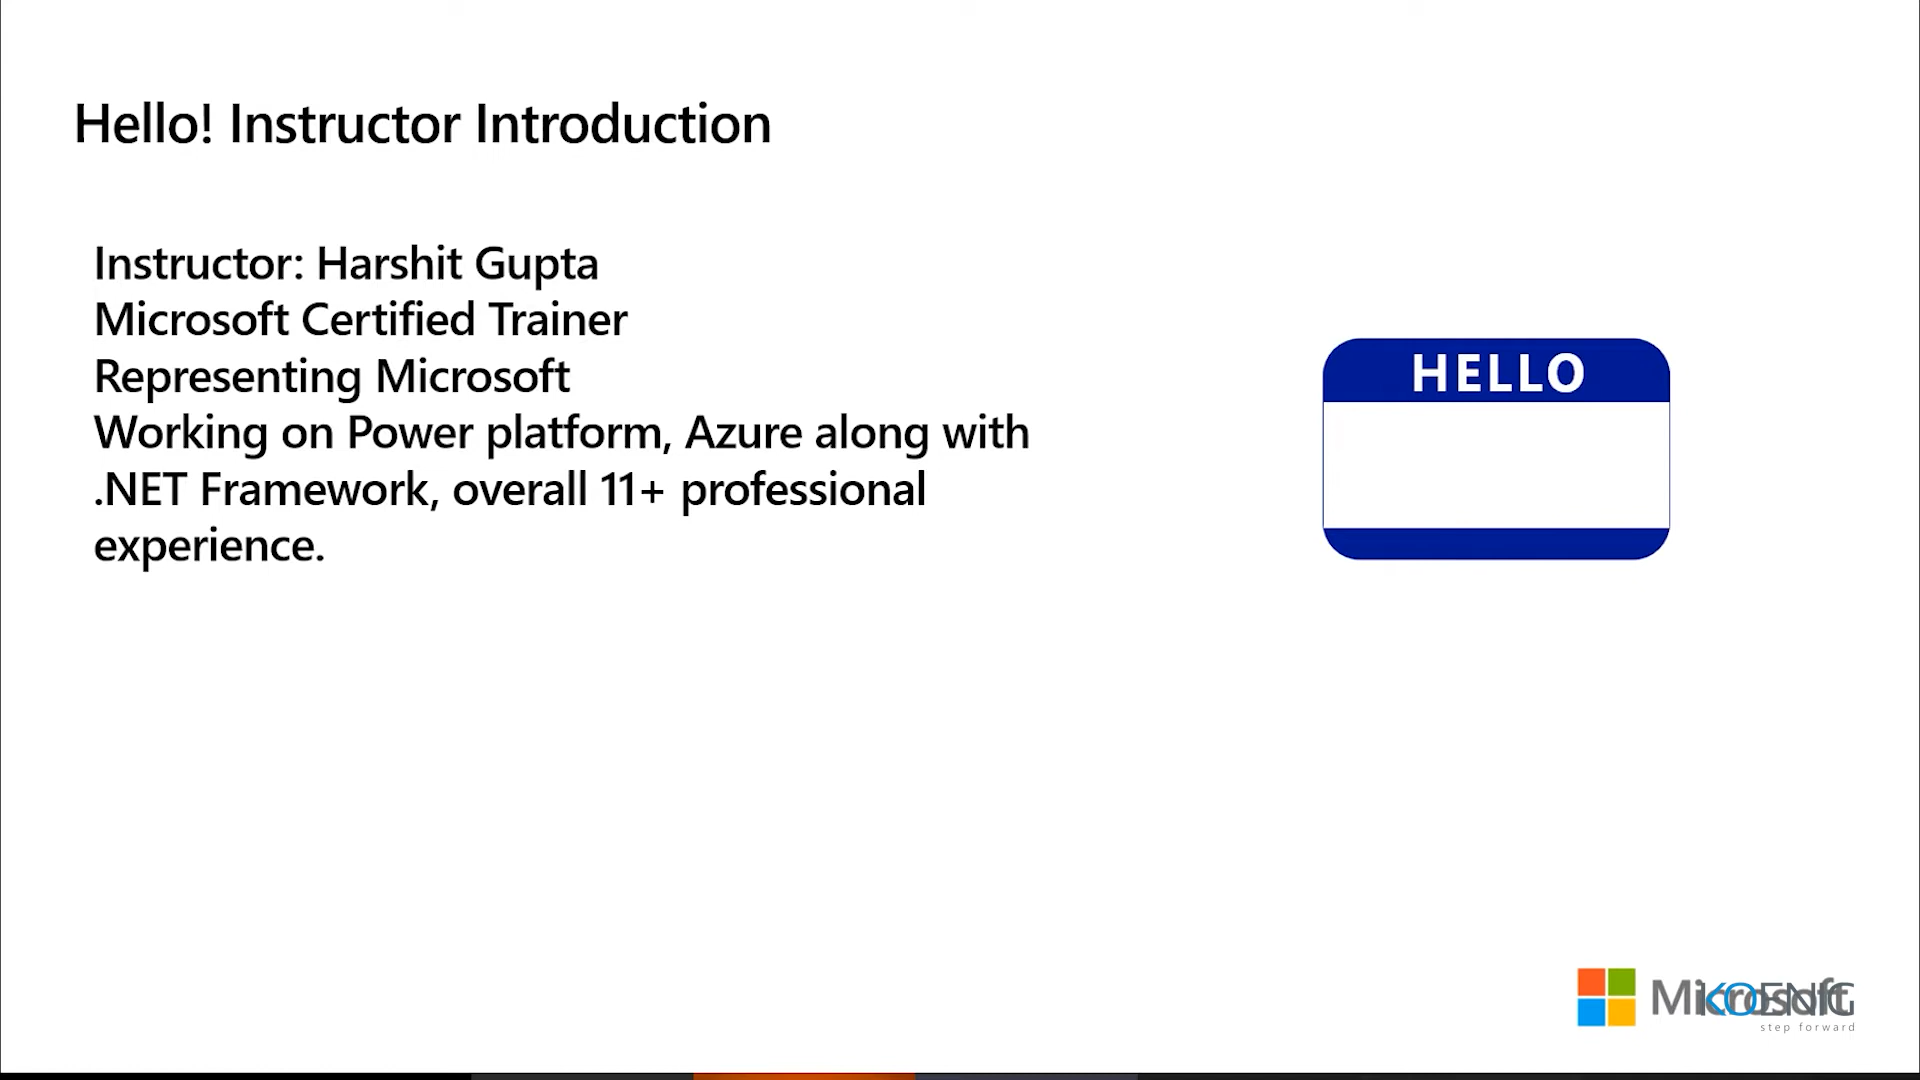 Hello! Instructor Introduction
Instructor: Harshit Gupta
Microsoft Certified Trainer
Representing Microsoft
Working on Power platform, Azure along with
.NET Framework, overall 11+ professional
experience.
HELLO
Microsoft
KOENIG
step forward